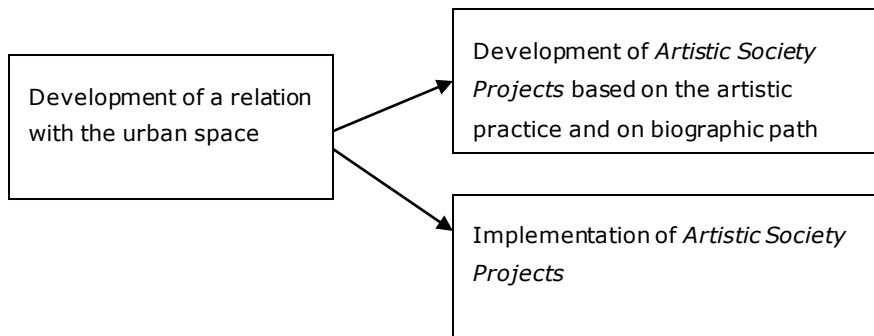 Development of a relation
with the urban space
Development of Artistic Society
Projects based on the artistic
practice and on biographic path
Implementation of Artistic Society
Projects